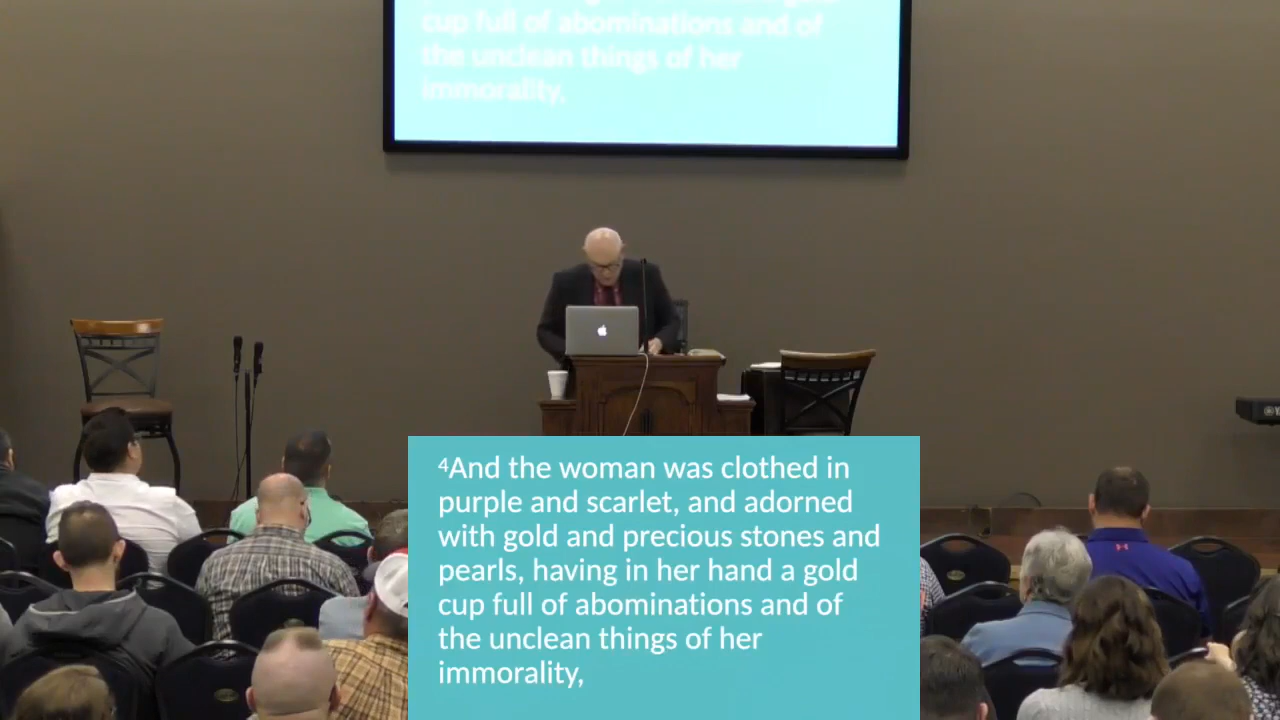 cup full of abominations and of
the unclean things of her
immorality,
⁴And the woman was clothed in
purple and scarlet, and adorned
with gold and precious stones and
pearls, having in her hand a gold
cup full of abominations and of
the unclean things of her
immorality,